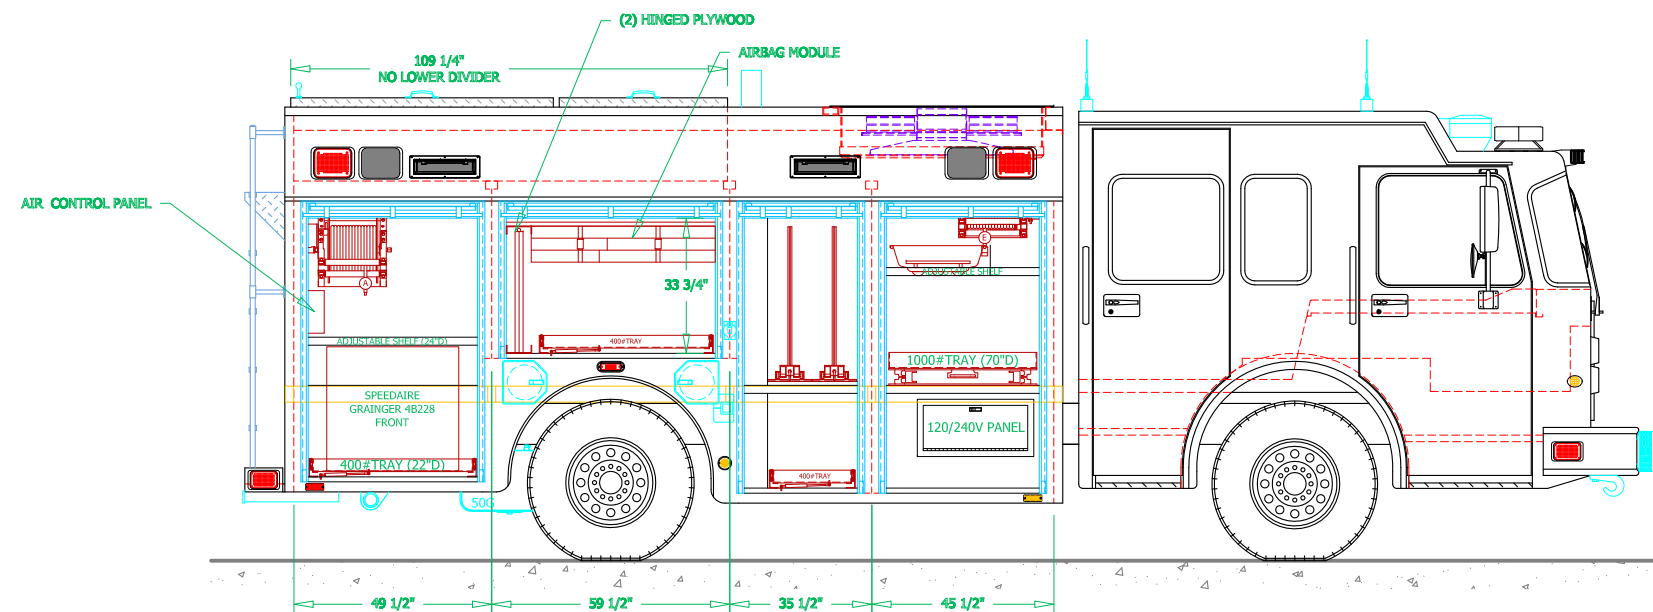 (2) HINGED PLYWOOD
AIRBAG MODULE
109 1/4"
NO LOWER DIVIDER
AIR CONTROL PANEL
A
E
ADJUSTABLE SHELF
33 3/4"
ADJUSTABLE SHELF (24"D)
400#TRAY
1000#TRAY (70"D)
SPEEDAIRE
GRAINGER 4B228
FRONT
120/240V PANEL
400#TRAY (22"D)
400#TRAY
50G
49 1/2"
59 1/2"
35 1/2"
45 1/2"